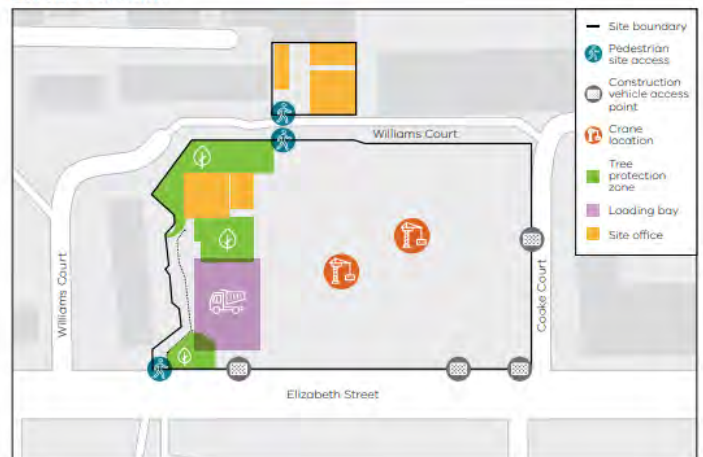 Site boundary
Pedestrian
site access
Construction
vehicle access
point
Crane
location
Tree
protection
zone
Loading bay
Site office
Williams Court
Williams Court
Cooke Court
Elizabeth Street